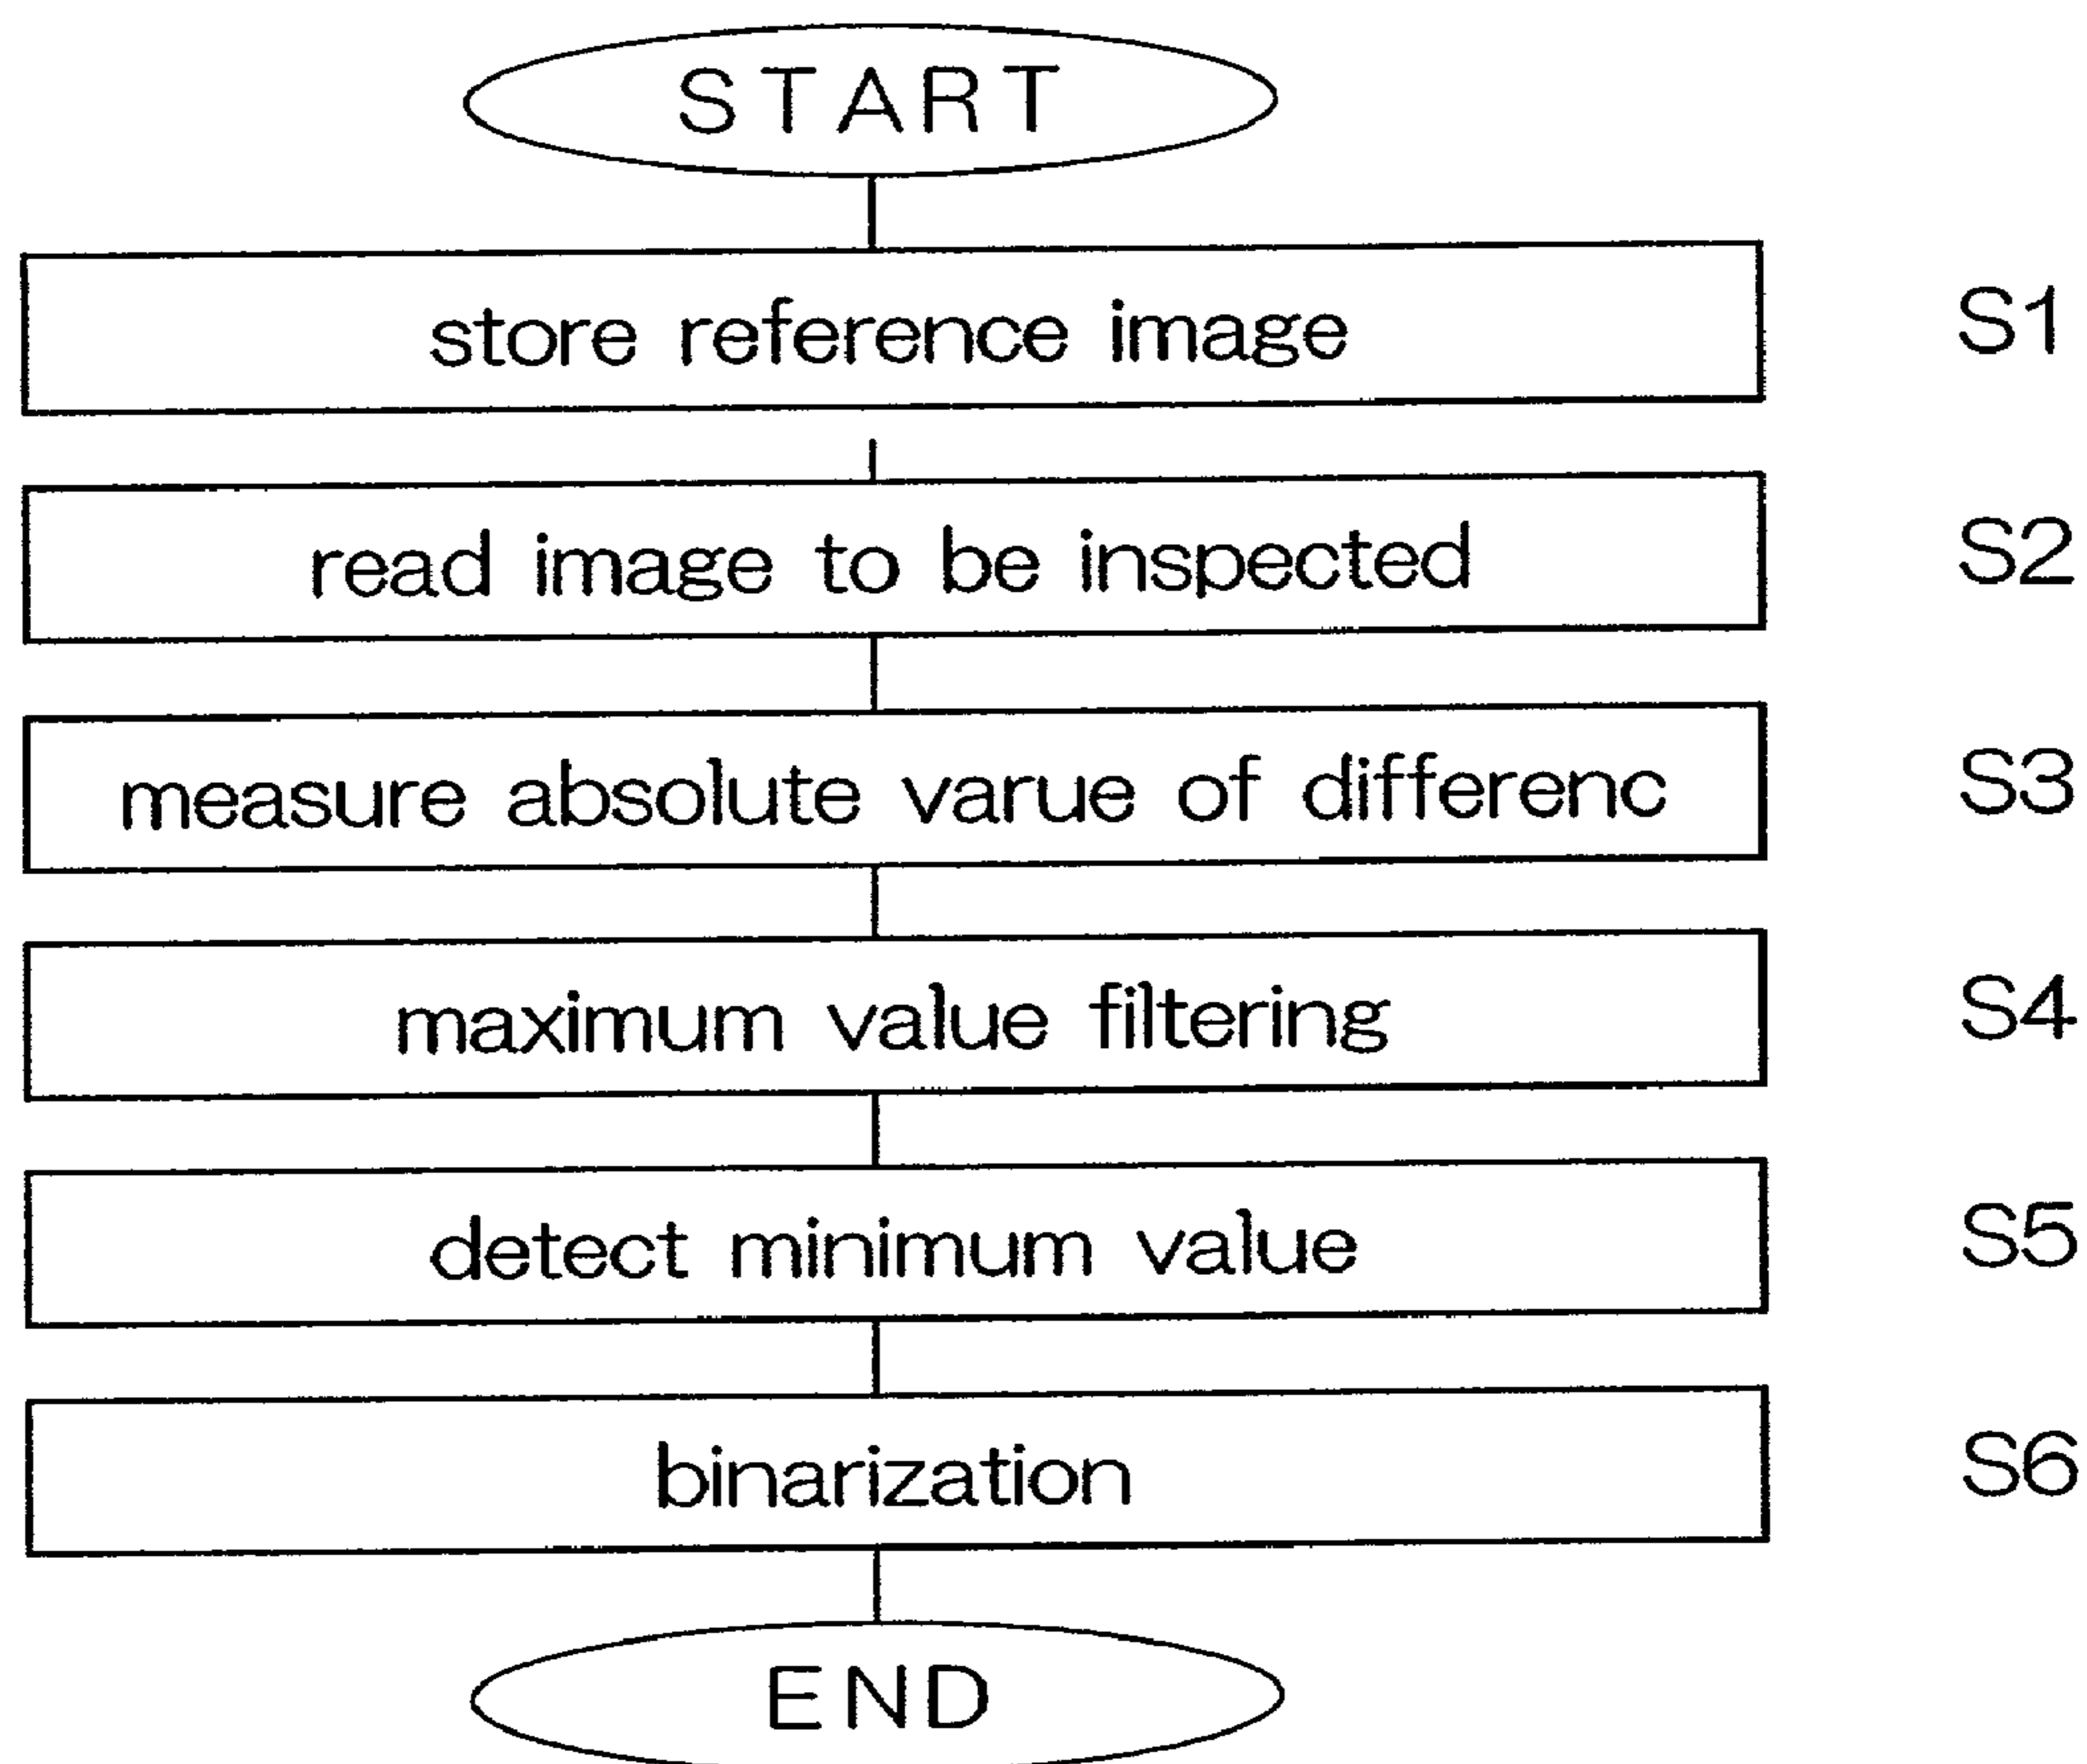 START
store reference image S1
read image to be inspected S2
measure absolute varue of differenc S3
maximum value filtering S4
detect minimum value S5
binarization S6
END